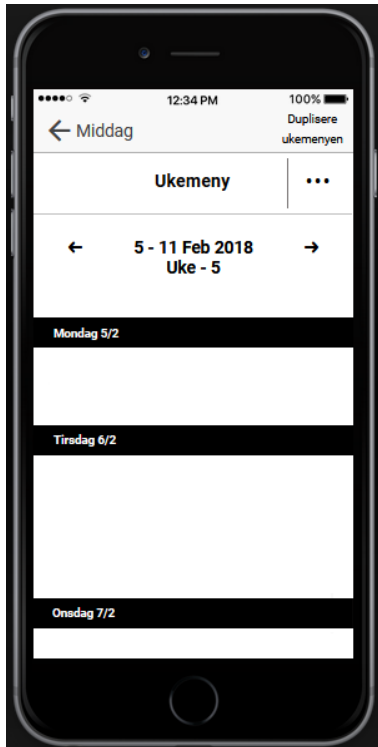 12:34 PM
100%
← Middag
Duplisere
ukemenyen
Ukemeny
•••
← 5 - 11 Feb 2018 →
Uke - 5
Mondag 5/2
Tirsdag 6/2
Onsdag 7/2